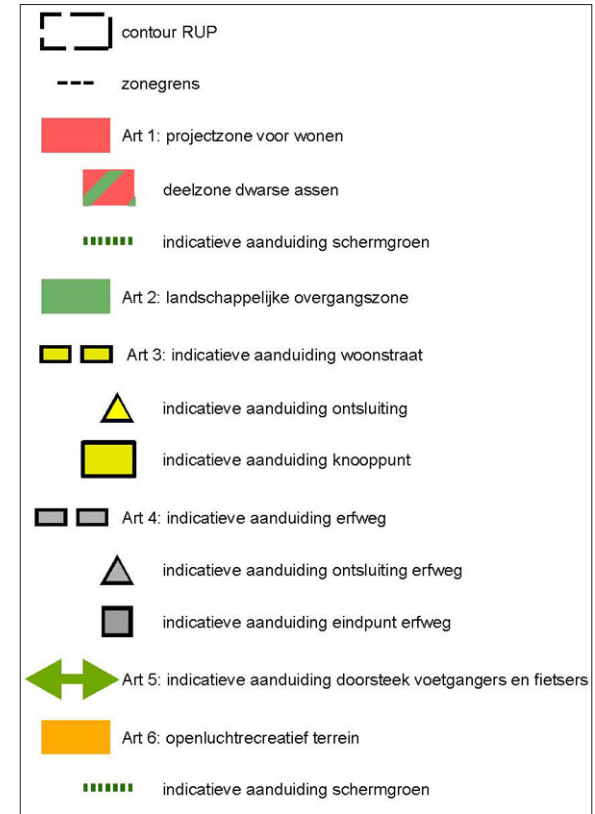 contour RUP
zonegrens
Art 1: projectzone voor wonen
deelzone dwarse assen
indicatieve aanduiding schermgroen
Art 2: landschappelijke overgangszone
Art 3: indicatieve aanduiding woonstraat
indicatieve aanduiding ontsluiting
indicatieve aanduiding knooppunt
Art 4: indicatieve aanduiding erfweg
indicatieve aanduiding ontsluiting erfweg
indicatieve aanduiding eindpunt erfweg
Art 5: indicatieve aanduiding doorsteek voetgangers en fietsers
Art 6: openluchtrecreatief terrein
indicatieve aanduiding schermgroen